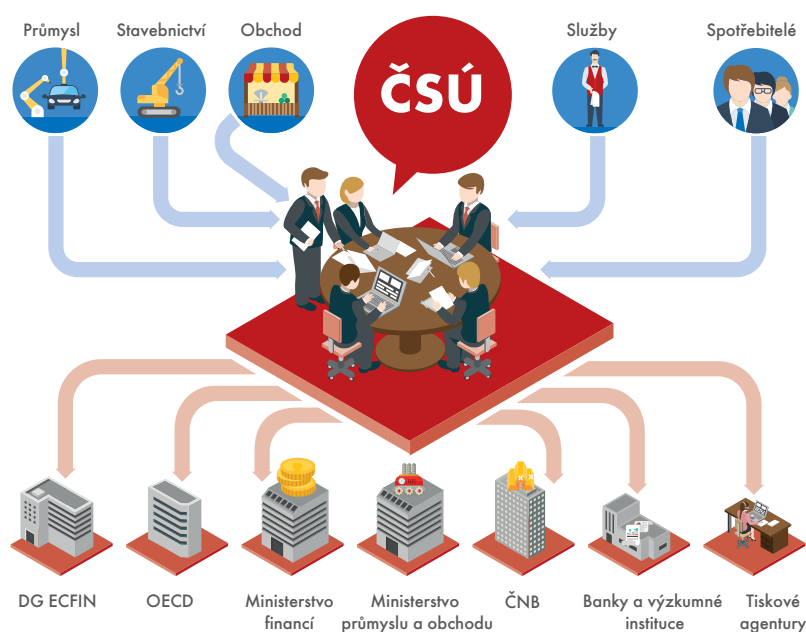 Průmysl
Stavebnictví
Obchod
ČSÚ
Služby
Spotřebitelé
DG ECFIN
OECD
Ministerstvo
financí
Ministerstvo
průmyslu a obchodu
ČNB
Banky a výzkumné
instituce
Tiskové
agentury